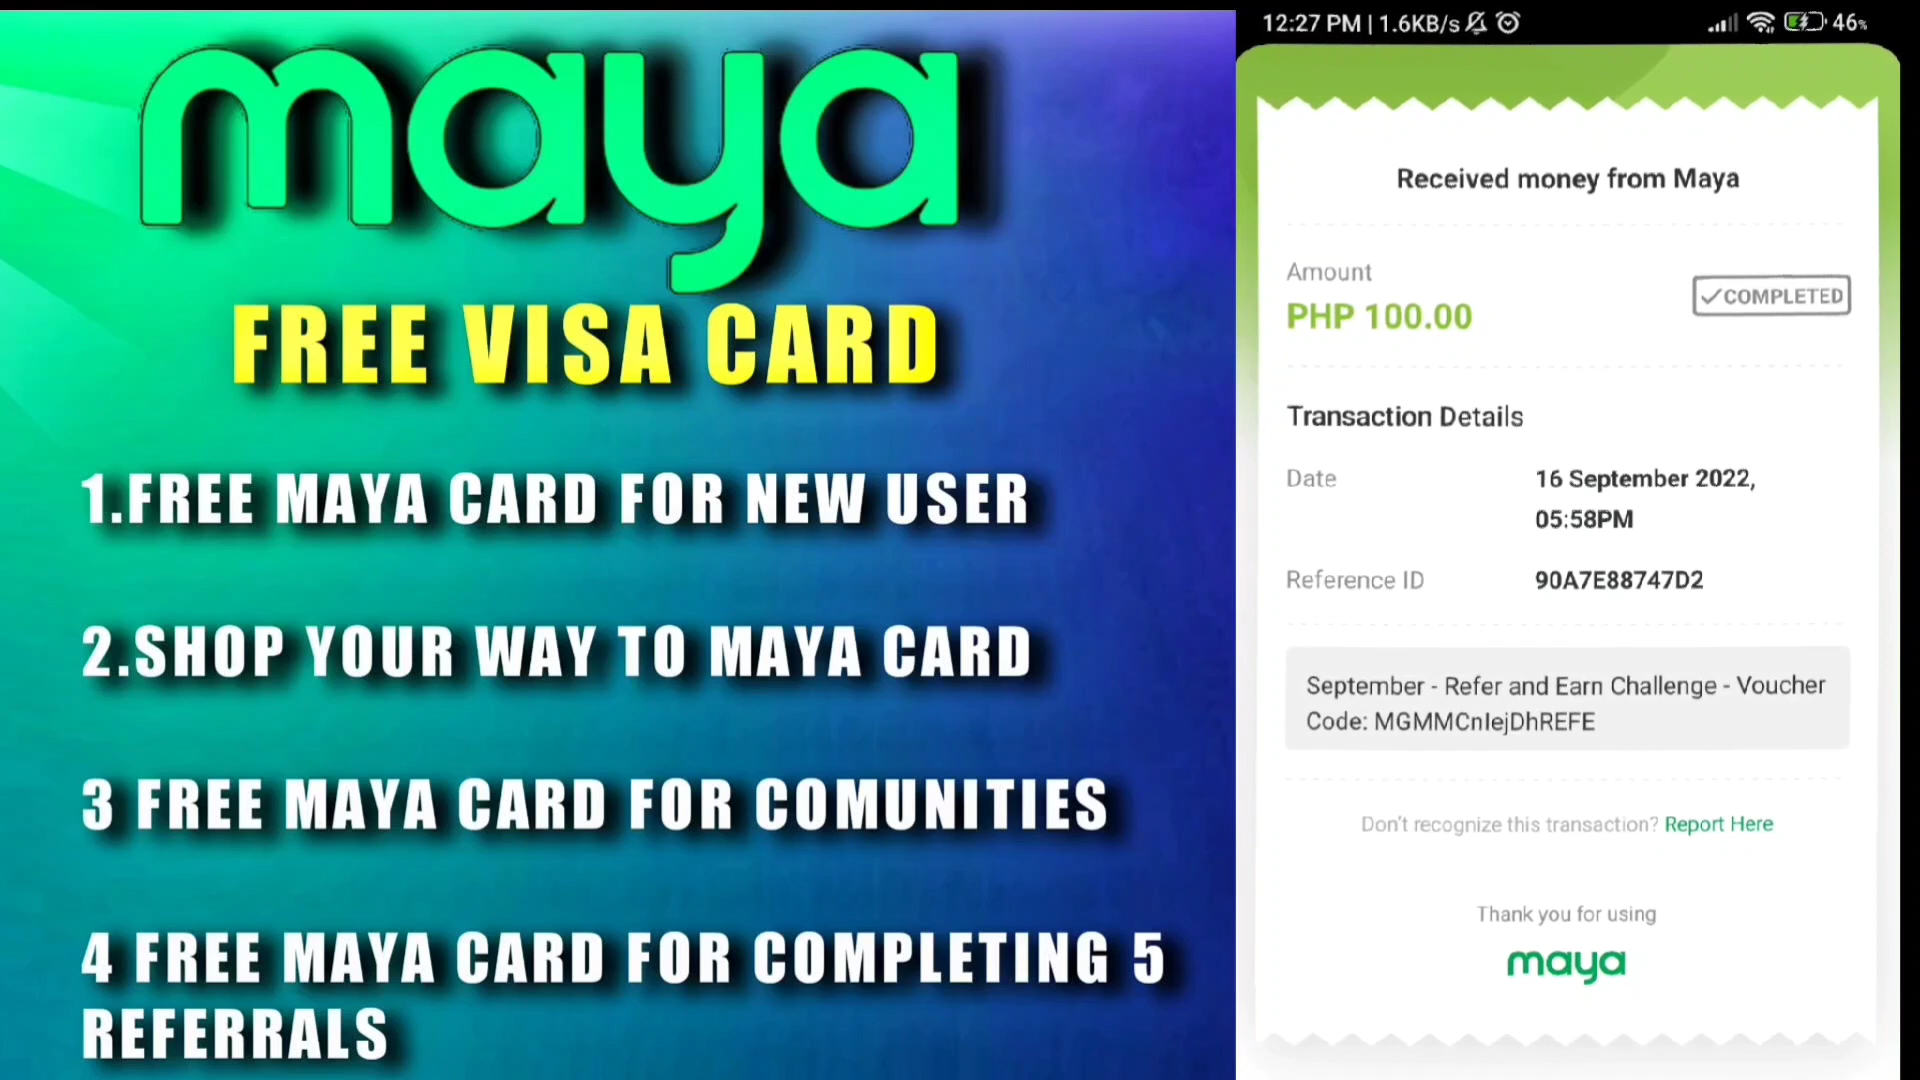 maya
FREE VISA CARD
1.FREE MAYA CARD FOR NEW USER
2.SHOP YOUR WAY TO MAYA CARD
3 FREE MAYA CARD FOR COMUNITIES
4 FREE MAYA CARD FOR COMPLETING 5
REFERRALS
12:27 PM | 1.6KB/s 46%
Received money from Maya
Amount
PHP 100.00
COMPLETED
Transaction Details
Date 16 September 2022,
05:58PM
Reference ID 90A7E88747D2
September - Refer and Earn Challenge - Voucher
Code: MGMMCnIejDhREFE
Don't recognize this transaction? Report Here
Thank you for using
maya